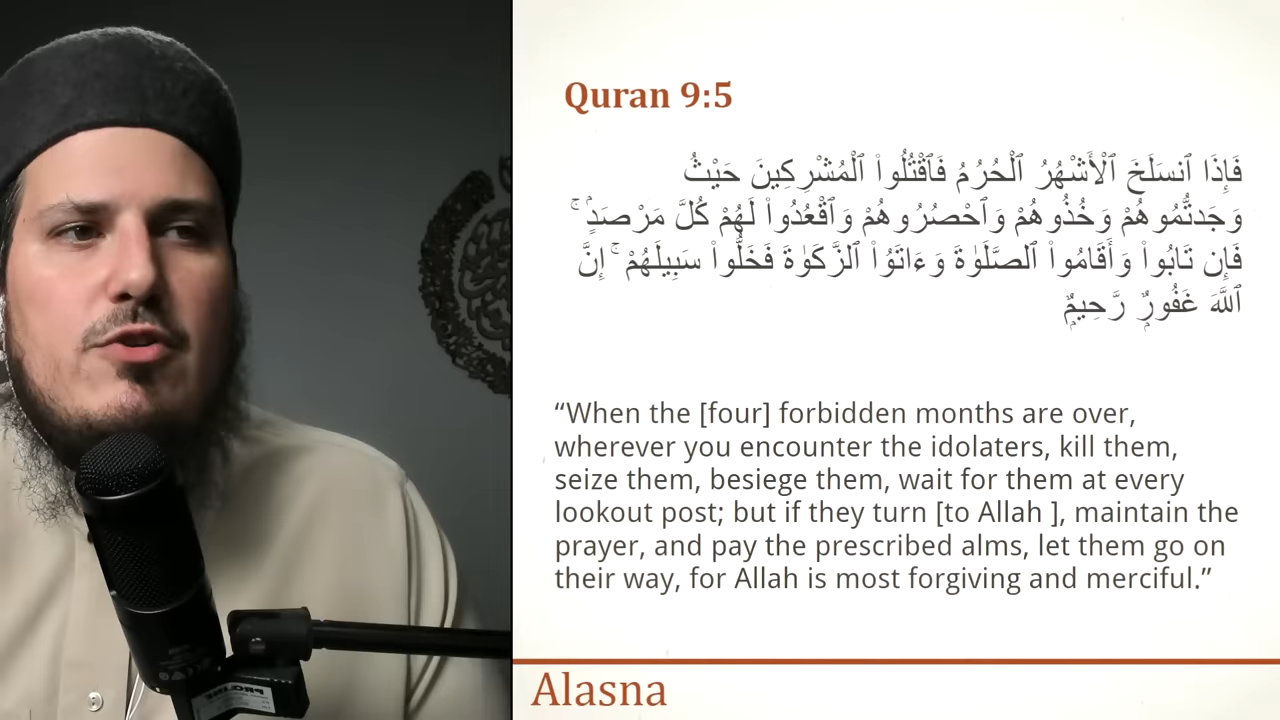 Quran 9:5
فَإِذَا ٱنسَلَخَ ٱلْأَشْهُرُ ٱلْحُرُمُ فَٱقْتُلُوا۟ ٱلْمُشْرِكِينَ حَيْثُ
وَجَدتُّمُوهُمْ وَخُذُوهُمْ وَٱحْصُرُوهُمْ وَٱقْعُدُوا۟ لَهُمْ كُلَّ مَرْصَدٍۢ ۚ
فَإِن تَابُوا۟ وَأَقَامُوا۟ ٱلصَّلَوٰةَ وَءَاتَوُا۟ ٱلزَّكَوٰةَ فَخَلُّوا۟ سَبِيلَهُمْ ۚ إِنَّ
ٱللَّهَ غَفُورٌۭ رَّحِيمٌۭ
“When the [four] forbidden months are over,
wherever you encounter the idolaters, kill them,
seize them, besiege them, wait for them at every
lookout post; but if they turn [to Allah ], maintain the
prayer, and pay the prescribed alms, let them go on
their way, for Allah is most forgiving and merciful.”
Alasna